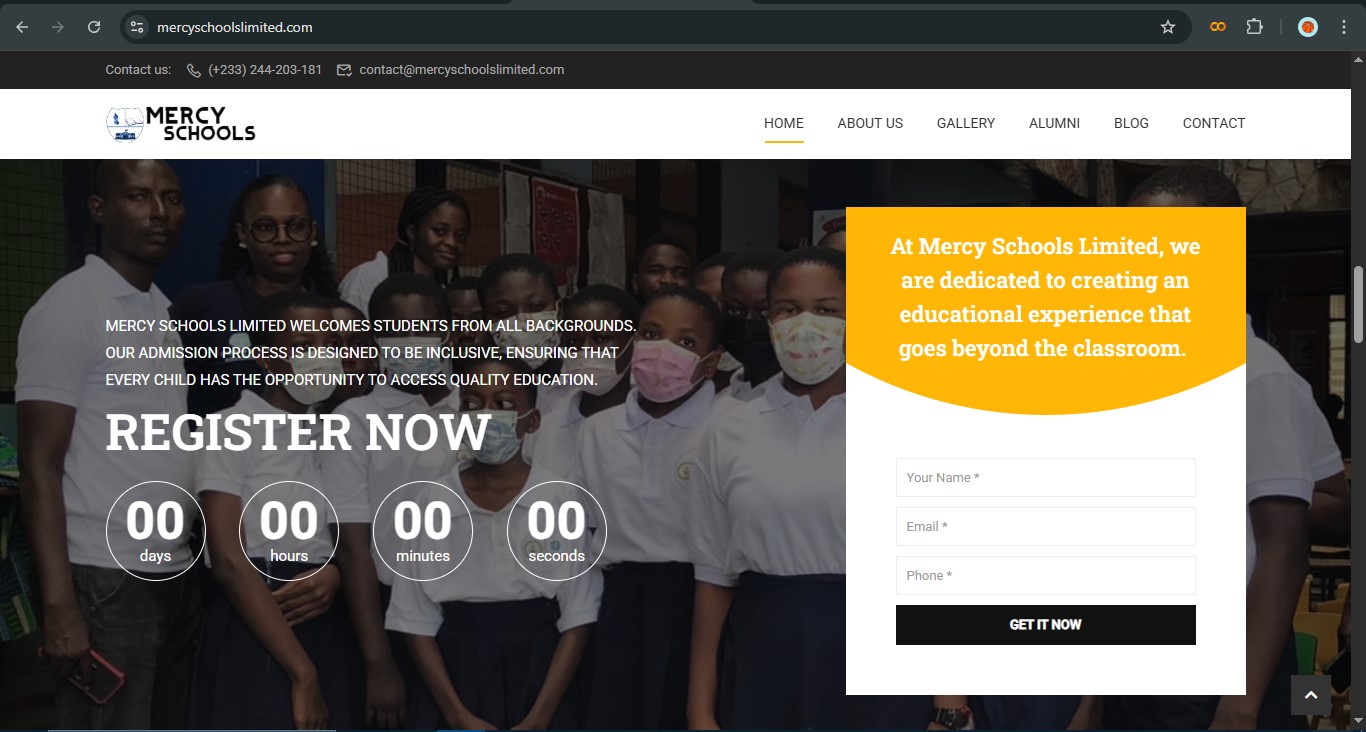 mercyschoolslimited.com
Contact us: (+233) 244-203-181 contact@mercyschoolslimited.com
MERCY
SCHOOLS
HOME ABOUT US GALLERY ALUMNI BLOG CONTACT
MERCY SCHOOLS LIMITED WELCOMES STUDENTS FROM ALL BACKGROUNDS.
OUR ADMISSION PROCESS IS DESIGNED TO BE INCLUSIVE, ENSURING THAT
EVERY CHILD HAS THE OPPORTUNITY TO ACCESS QUALITY EDUCATION.
REGISTER NOW
00 00 00 00
days hours minutes seconds
At Mercy Schools Limited, we
are dedicated to creating an
educational experience that
goes beyond the classroom.
Your Name *
Email *
Phone *
GET IT NOW